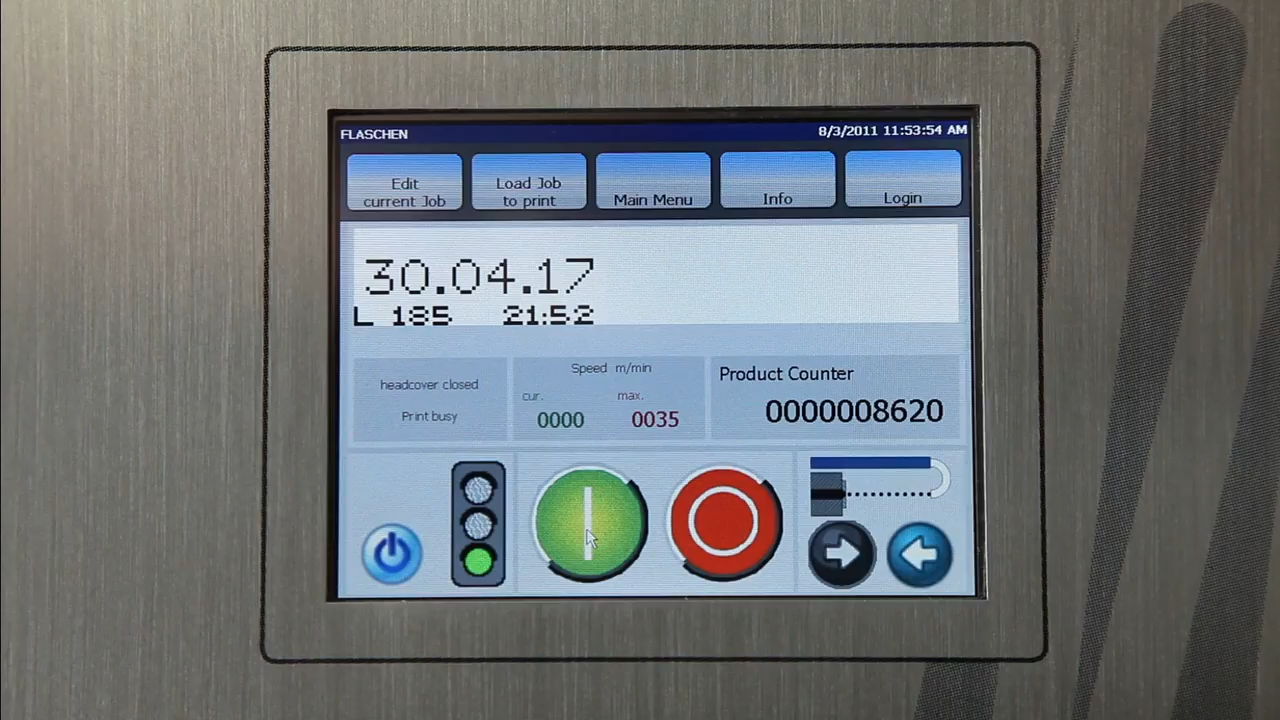 FLASCHEN 8/3/2011 11:53:54 AM
Edit current Job
Load Job to print
Main Menu
Info
Login
30.04.17
L 185 21:52
headcover closed
Print busy
Speed m/min
cur. max.
0000 0035
Product Counter
0000008620